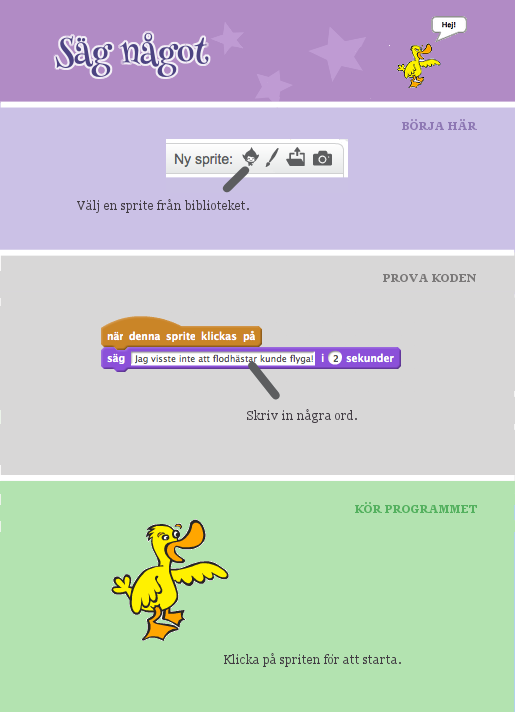 Säg något
Hej!
BÖRJA HÄR
Ny sprite:
Välj en sprite från biblioteket.
PROVA KODEN
när denna sprite klickas på
säg Jag visste inte att flodhästar kunde flyga! i 2 sekunder
Skriv in några ord.
KÖR PROGRAMMET
Klicka på spriten för att starta.